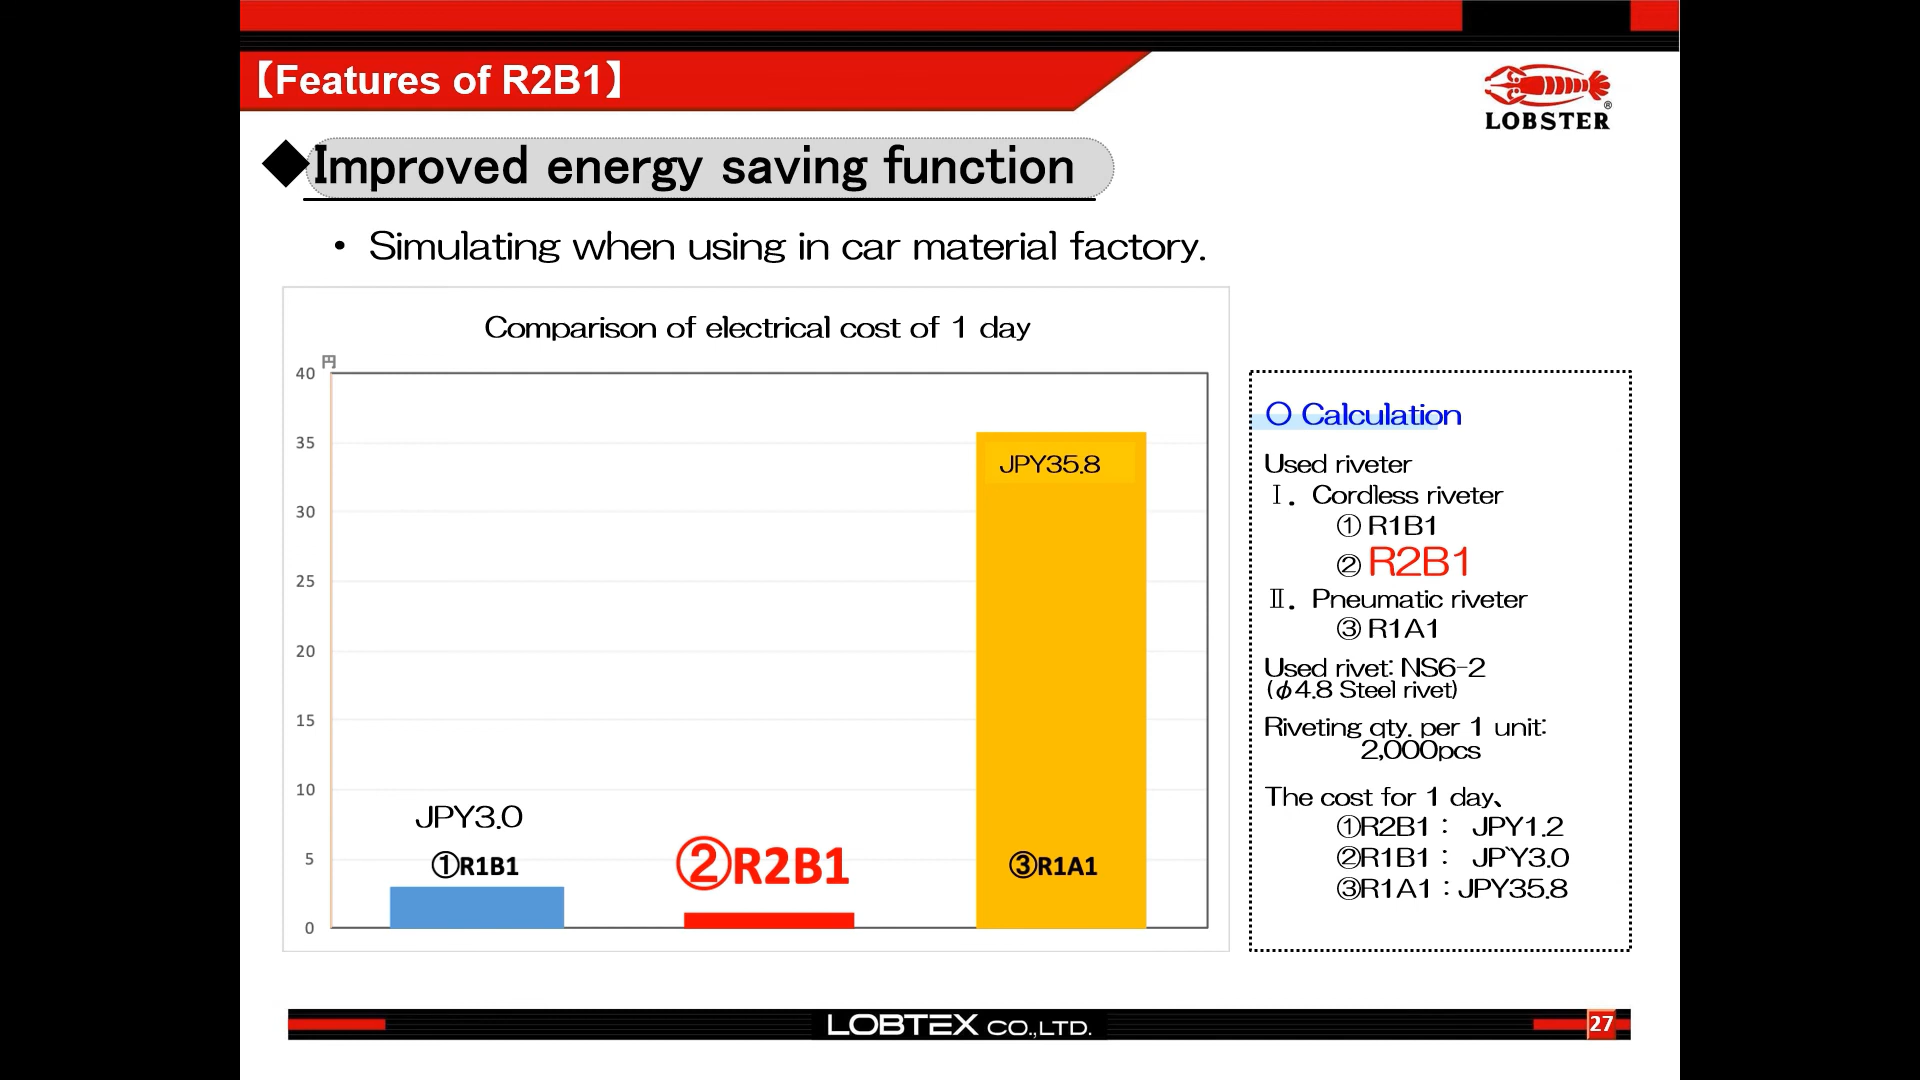 【Features of R2B1】
LOBSTER®
◆Improved energy saving function
• Simulating when using in car material factory.
Comparison of electrical cost of 1 day
円
40
35
30
25
20
15
10
5
0
JPY3.0
①R1B1
②R2B1
JPY35.8
③R1A1
○ Calculation
Used riveter
Ⅰ. Cordless riveter
① R1B1
② R2B1
Ⅱ. Pneumatic riveter
③ R1A1
Used rivet: NS6-2
(φ4.8 Steel rivet)
Riveting qty. per 1 unit:
2,000pcs
The cost for 1 day、
①R2B1： JPY1.2
②R1B1： JP`Y3.0
③R1A1：JPY35.8
LOBTEX CO.,LTD.
27